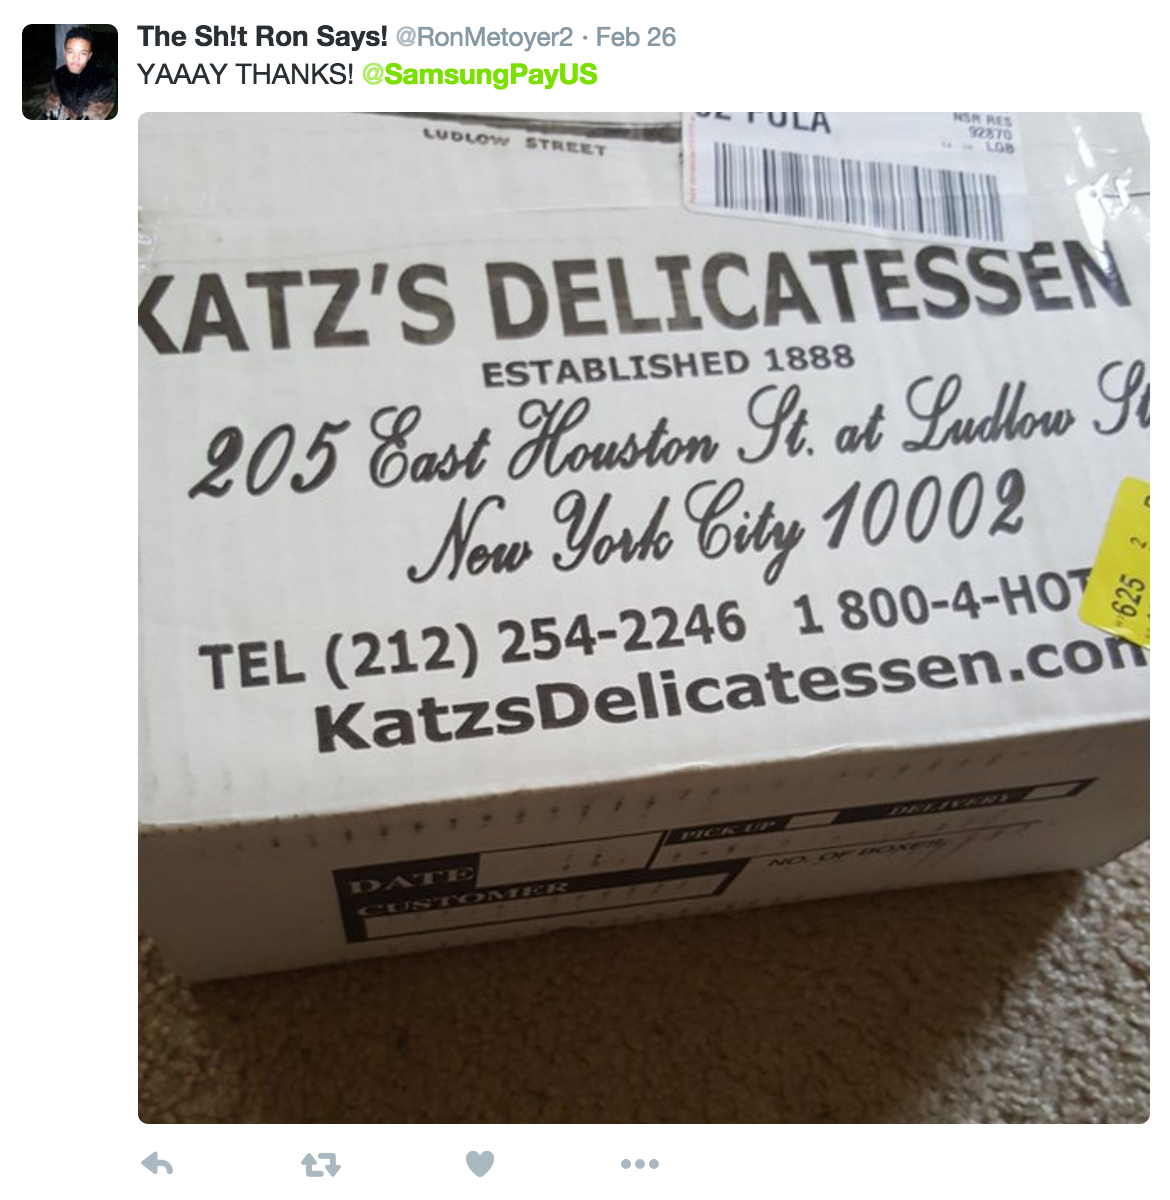 The Sh!t Ron Says! @RonMetoyer2 · Feb 26
YAAAY THANKS! @SamsungPayUS
LUDLOW STREET
NSR RES
92870
LGB
KATZ'S DELICATESSEN
ESTABLISHED 1888
205 East Houston St. at Ludlow St
New York City 10002
TEL (212) 254-2246 1 800-4-HOT
KatzsDelicatessen.com
625 2
DATE
PICK UP
DELIVERY
CUSTOMER
NO. OF BOXES